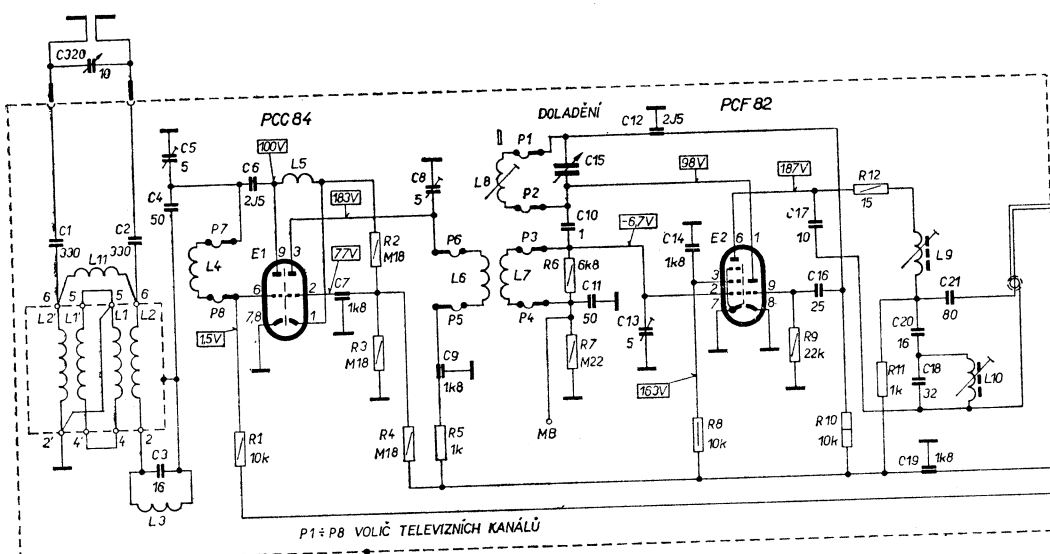 C320
10
PCC84
DOLADĚNÍ
PCF82
C12
2J5
100V
L5
C5
5
C6
2J5
C4
50
183V
C8
5
P1
L8
P2
C15
98V
187V
R12
15
C1
330
C2
330
L11
P7
L4
P8
E1
9 3
6
2
7,8
1
77V
C7
1k8
R2
M18
P6
L6
P5
C10
1
P3
L7
P4
R6
6k8
-6,7V
C14
1k8
E2
6 1
3
2
7
9
8
C17
10
C16
25
L9
C21
80
6 5 5 6
L2' L1' L1 L2
1,5V
R3
M18
C11
50
C13
5
R9
22k
C20
16
C18
32
L10
R11
1k
C9
1k8
R7
M22
163V
2' 4' 4 2
C3
16
L3
R1
10k
R4
M18
R5
1k
MB
R8
10k
R10
10k
C19
1k8
P1÷P8 VOLIČ TELEVIZNÍCH KANÁLŮ